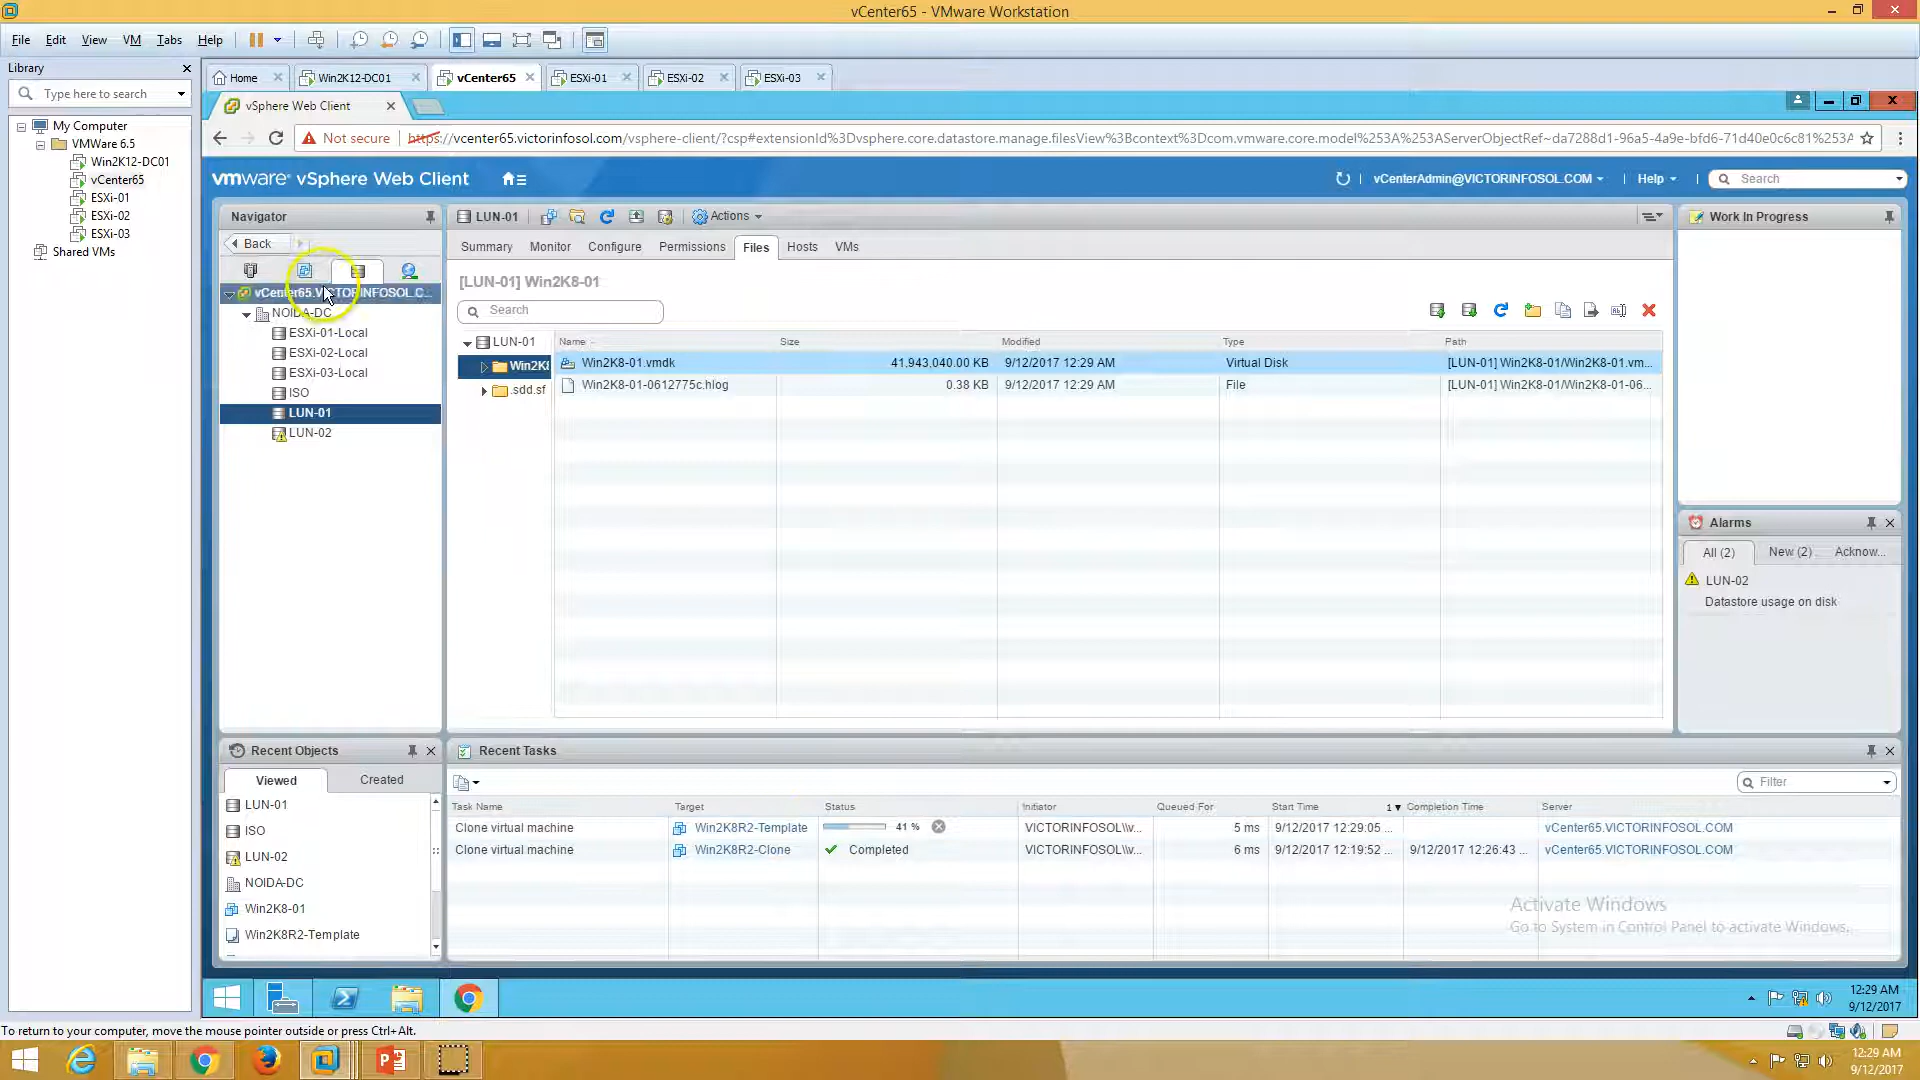 vCenter65 - VMware Workstation
File Edit View VM Tabs Help
Library
Type here to search
My Computer
VMWare 6.5
Win2K12-DC01
vCenter65
ESXi-01
ESXi-02
ESXi-03
Shared VMs
Home Win2K12-DC01 vCenter65 ESXi-01 ESXi-02 ESXi-03
vSphere Web Client
Not secure https://vcenter65.victorinfosol.com/vsphere-client/?csp#extensionId%3Dvsphere.core.datastore.manage.filesView%3Bcontext%3Dcom.vmware.core.model%253A%253AServerObjectRef~da7288d1-96a5-4a9e-bfd6-71d40e0c6c81%253A
vmware® vSphere Web Client
vCenterAdmin@VICTORINFOSOL.COM Help Search
Navigator
Back
vCenter65.VICTORINFOSOL.C...
NOIDA-DC
ESXi-01-Local
ESXi-02-Local
ESXi-03-Local
ISO
LUN-01
LUN-02
LUN-01 Actions
Summary Monitor Configure Permissions Files Hosts VMs
[LUN-01] Win2K8-01
Search
LUN-01
Win2K8
.sdd.sf
Name Size Modified Type Path
Win2K8-01.vmdk 41,943,040.00 KB 9/12/2017 12:29 AM Virtual Disk [LUN-01] Win2K8-01/Win2K8-01.vm...
Win2K8-01-0612775c.hlog 0.38 KB 9/12/2017 12:29 AM File [LUN-01] Win2K8-01/Win2K8-01-06...
Work In Progress
Alarms
All (2) New (2) Acknow...
LUN-02
Datastore usage on disk
Recent Objects
Viewed Created
LUN-01
ISO
LUN-02
NOIDA-DC
Win2K8-01
Win2K8R2-Template
Recent Tasks
Filter
Task Name Target Status Initiator Queued For Start Time 1 Completion Time Server
Clone virtual machine Win2K8R2-Template 41 % VICTORINFOSOL\\v... 5 ms 9/12/2017 12:29:05 ... vCenter65.VICTORINFOSOL.COM
Clone virtual machine Win2K8R2-Clone Completed VICTORINFOSOL\\v... 6 ms 9/12/2017 12:19:52 ... 9/12/2017 12:26:43 ... vCenter65.VICTORINFOSOL.COM
Activate Windows
Go to System in Control Panel to activate Windows.
12:29 AM
9/12/2017
To return to your computer, move the mouse pointer outside or press Ctrl+Alt.
12:29 AM
9/12/2017